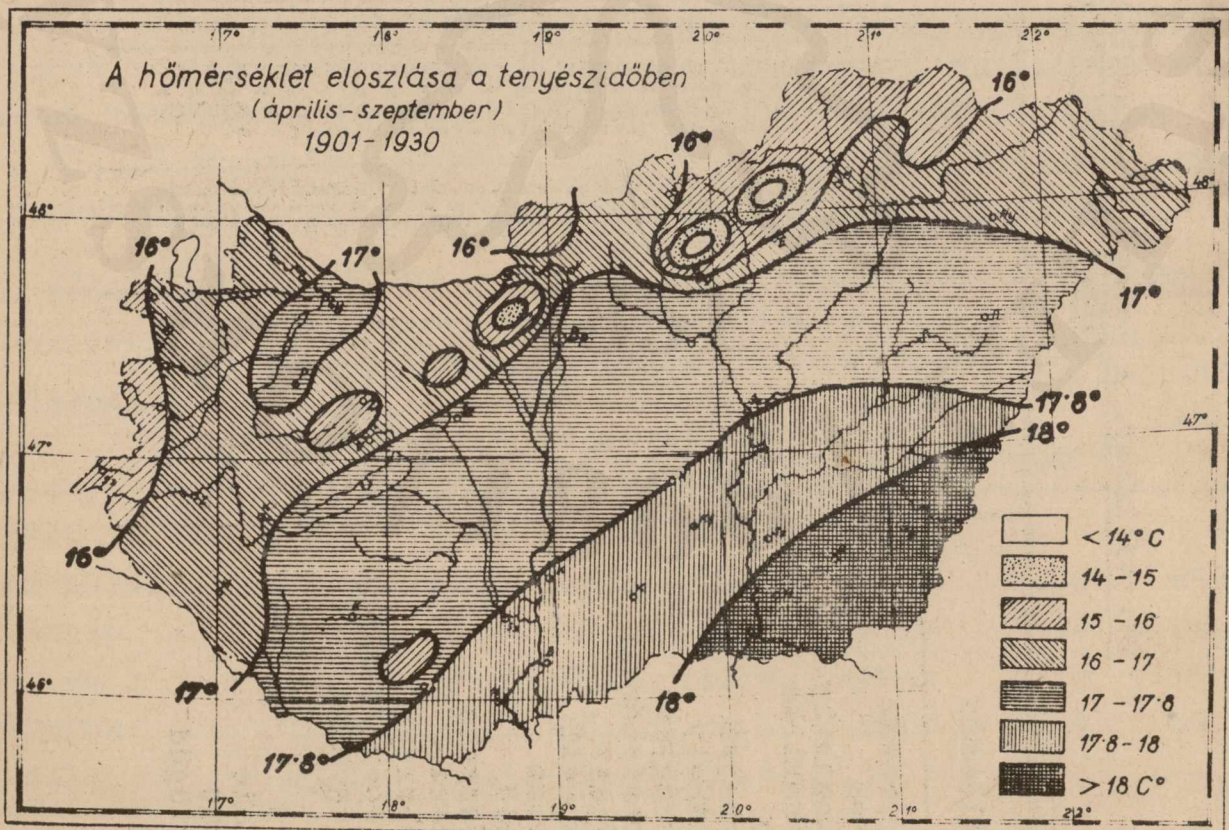 17° 18° 19° 20° 21° 22°
A hőmérséklet eloszlása a tenyészidőben
(április-szeptember)
1901-1930
16°
16°
48° 48°
16° 16° 17°
17°
17·8°
18°
47° 47°
16°
< 14° C
14 - 15
15 - 16
16 - 17
17 - 17·8
17·8 - 18
> 18 C°
46°
17°
18°
17·8°
17° 18° 19° 20° 21° 22°